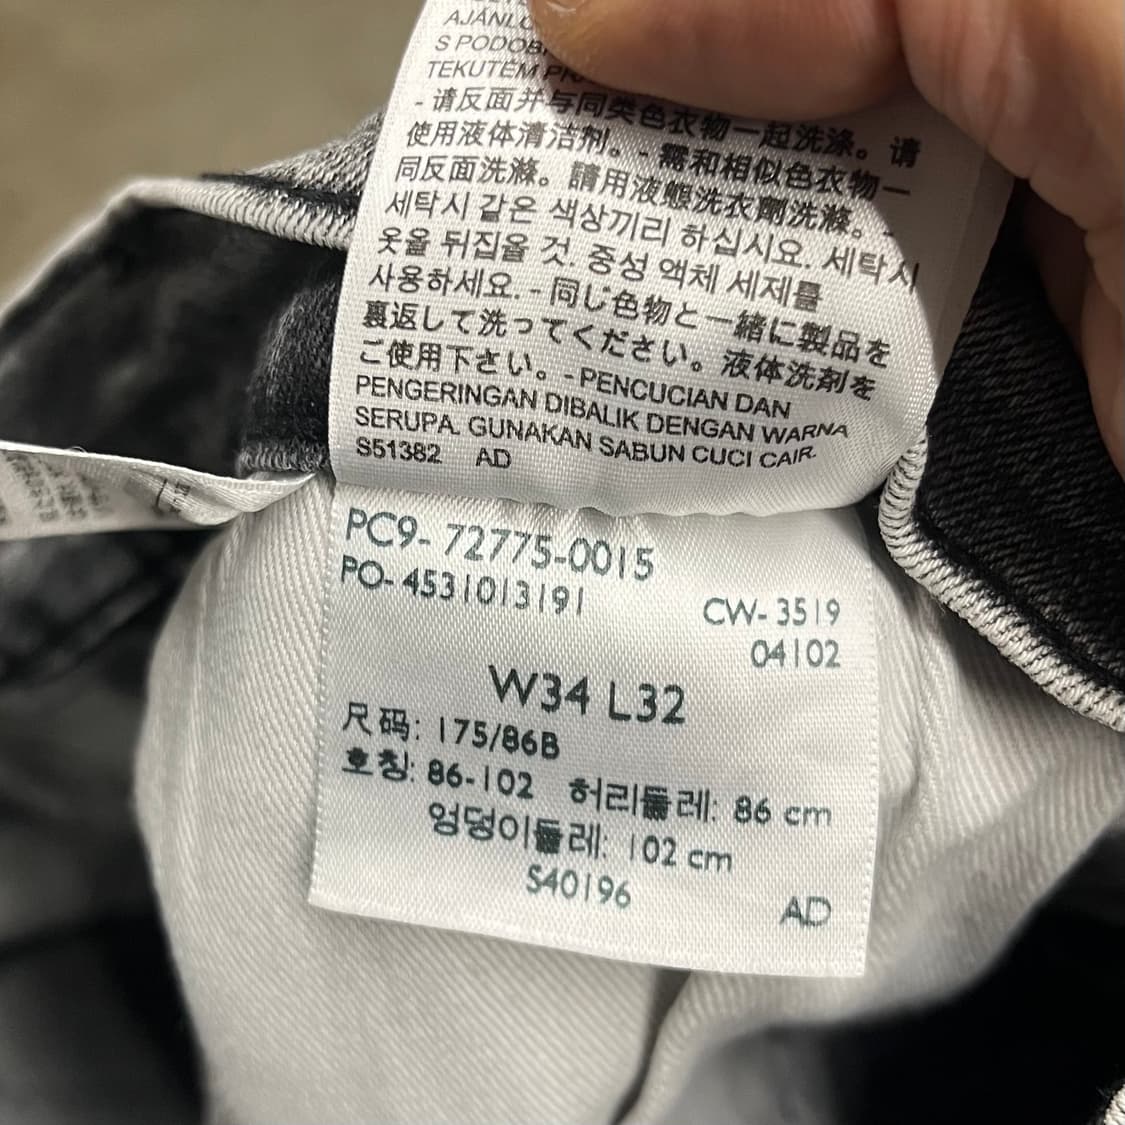 AJÁNLO
S PODOB
TEKUTÉM
- 请反面并与同类色衣物一起洗涤。请
使用液体清洁剂。- 需和相似色衣物一
同反面洗滌。請用液態洗衣劑洗滌。-
세탁시 같은 색상끼리 하십시요. 세탁시
옷을 뒤집을 것. 중성 액체 세제를
사용하세요. - 同じ色物と一緒に製品を
裏返して洗ってください。液体洗剤を
ご使用下さい。- PENCUCIAN DAN
PENGERINGAN DIBALIK DENGAN WARNA
SERUPA. GUNAKAN SABUN CUCI CAIR.
S51382 AD
PC9- 72775-0015
PO- 4531013191
CW- 3519
04102
W34 L32
尺码: 175/86B
호칭: 86-102 허리둘레: 86 cm
엉덩이둘레: 102 cm
S40196
AD